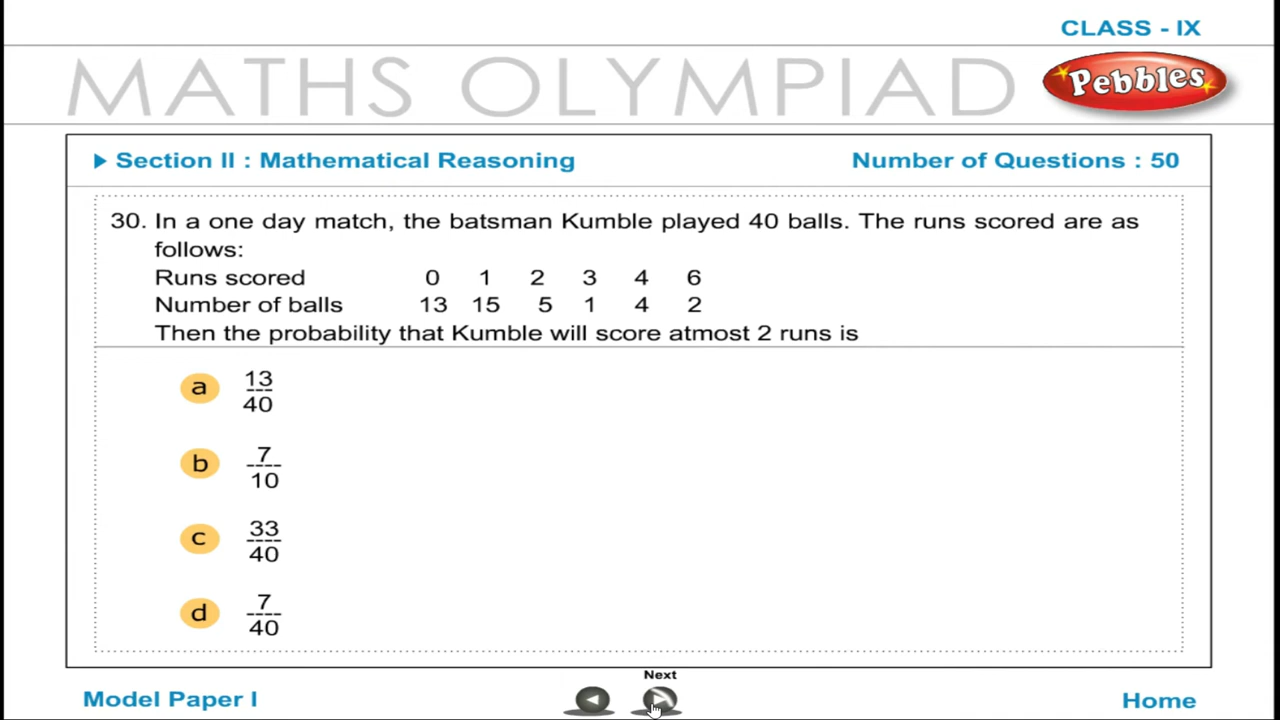 CLASS - IX
MATHS OLYMPIAD
Pebbles
Section II : Mathematical Reasoning Number of Questions : 50
30. In a one day match, the batsman Kumble played 40 balls. The runs scored are as
follows:
Runs scored 0 1 2 3 4 6
Number of balls 13 15 5 1 4 2
Then the probability that Kumble will score atmost 2 runs is
a 13/40
b 7/10
c 33/40
d 7/40
Next
Model Paper I Home